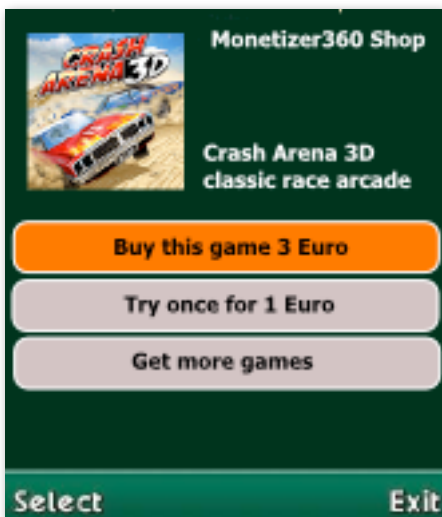 Monetizer360 Shop
CRASH
ARENA 3D
Crash Arena 3D
classic race arcade
Buy this game 3 Euro
Try once for 1 Euro
Get more games
Select
Exit